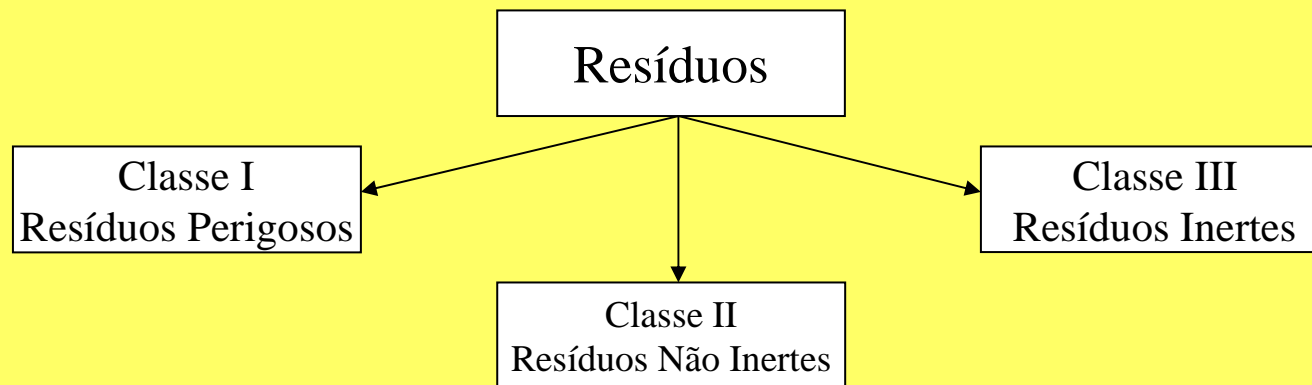 Resíduos
Classe I
Resíduos Perigosos
Classe III
Resíduos Inertes
Classe II
Resíduos Não Inertes